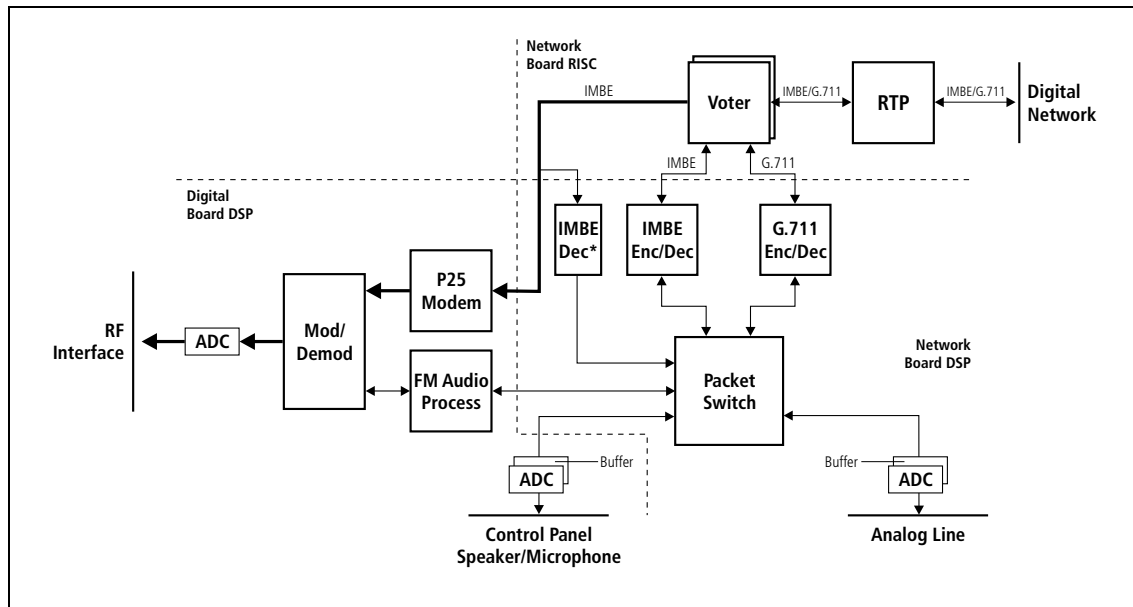 Network
Board RISC
IMBE
Voter
IMBE/G.711
RTP
IMBE/G.711
Digital
Network
IMBE
G.711
Digital
Board DSP
IMBE
Dec*
IMBE
Enc/Dec
G.711
Enc/Dec
P25
Modem
RF
Interface
ADC
Mod/
Demod
FM Audio
Process
Packet
Switch
Network
Board DSP
Buffer
ADC
Buffer
ADC
Control Panel
Speaker/Microphone
Analog Line